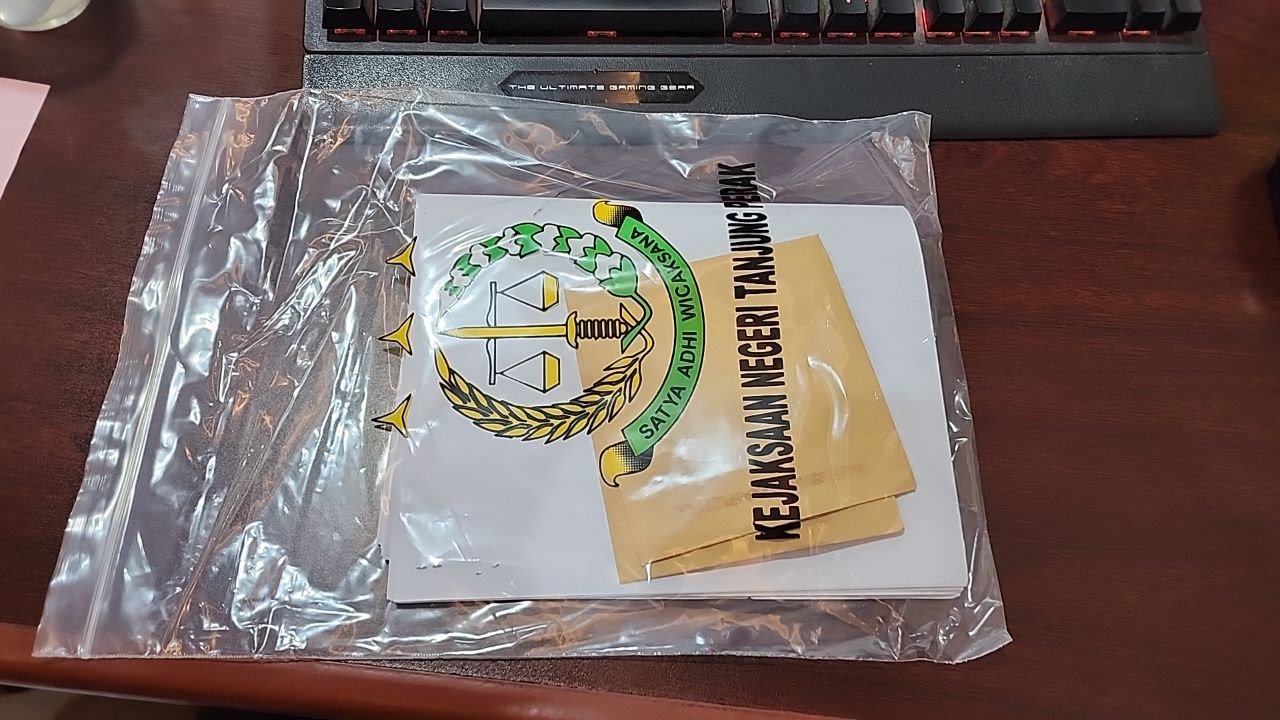 THE ULTIMATE GAMING GEAR
SATYA ADHI WICAKSANA
KEJAKSAAN NEGERI TANJUNG PERAK